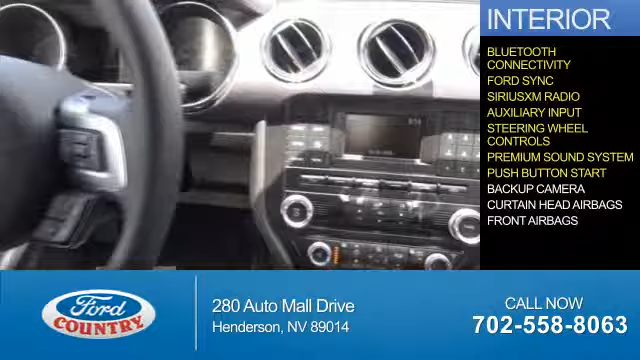 INTERIOR
BLUETOOTH
CONNECTIVITY
FORD SYNC
SIRIUSXM RADIO
AUXILIARY INPUT
STEERING WHEEL
CONTROLS
PREMIUM SOUND SYSTEM
PUSH BUTTON START
BACKUP CAMERA
CURTAIN HEAD AIRBAGS
FRONT AIRBAGS
Ford
COUNTRY
280 Auto Mall Drive
Henderson, NV 89014
CALL NOW
702-558-8063